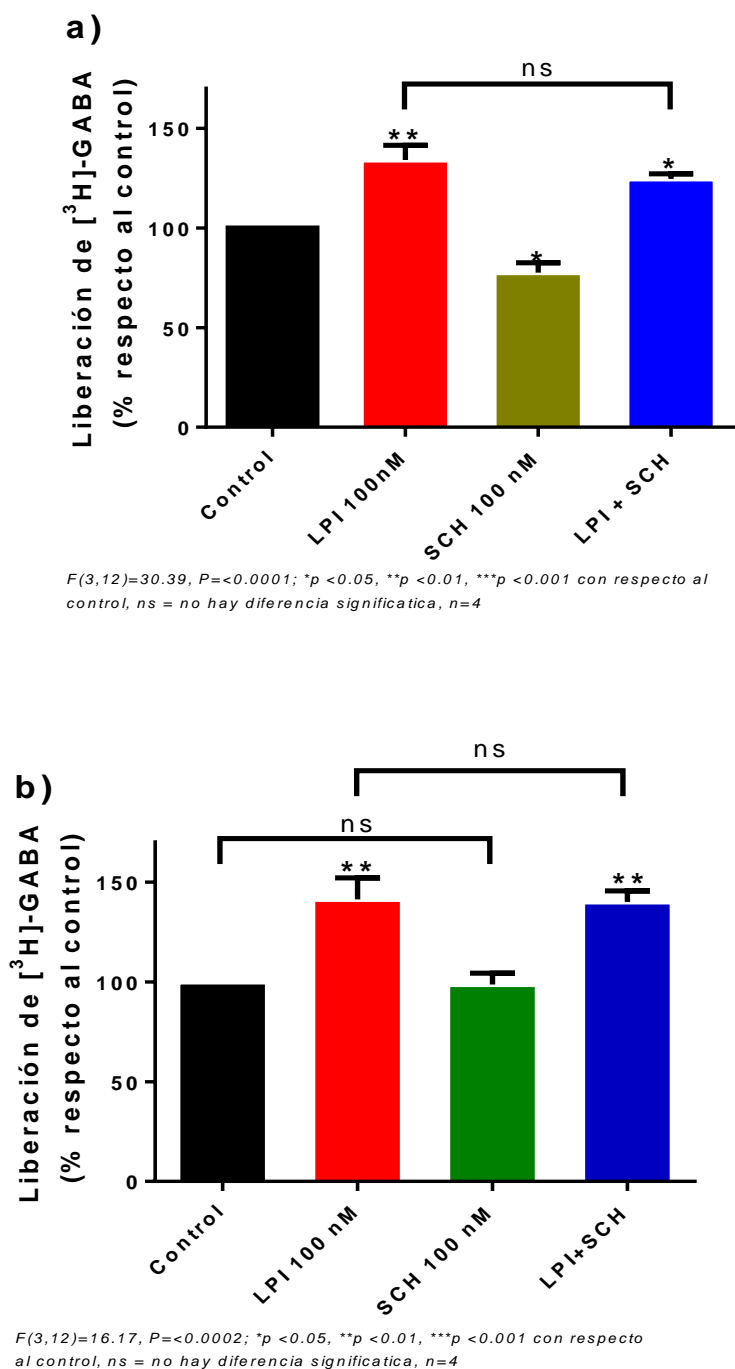 a)
ns
Liberación de [³H]-GABA
(% respecto al control)
150
100
50
0
**
*
*
Control
LPI 100nM
SCH 100 nM
LPI + SCH
F(3,12)=30.39, P=<0.0001; *p <0.05, **p <0.01, ***p <0.001 con respecto al
control, ns = no hay diferencia significatica, n=4
b)
ns
ns
Liberación de [³H]-GABA
(% respecto al control)
150
100
50
0
**
**
Control
LPI 100 nM
SCH 100 nM
LPI+SCH
F(3,12)=16.17, P=<0.0002; *p <0.05, **p <0.01, ***p <0.001 con respecto
al control, ns = no hay diferencia significatica, n=4